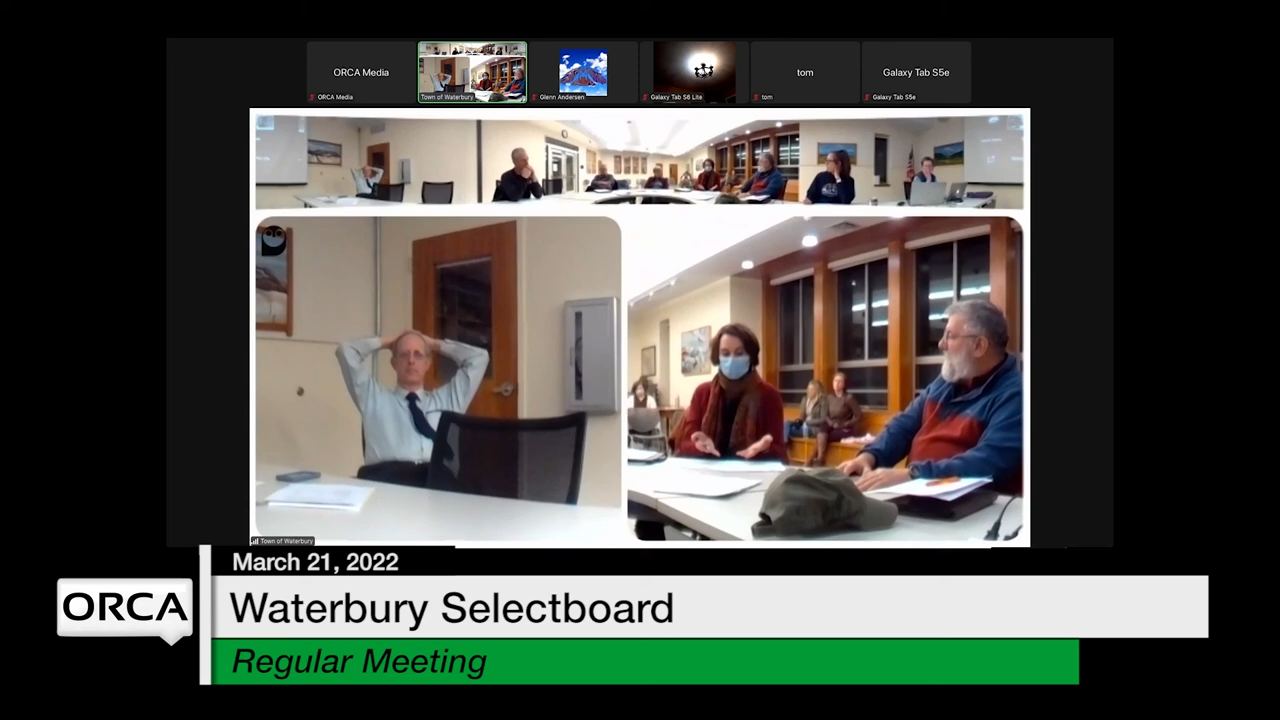 ORCA Media
tom
Galaxy Tab S5e
ORCA Media
Town of Waterbury
Glenn Andersen
Galaxy Tab S6 Lite
tom
Galaxy Tab S5e
Town of Waterbury
March 21, 2022
ORCA
Waterbury Selectboard
Regular Meeting